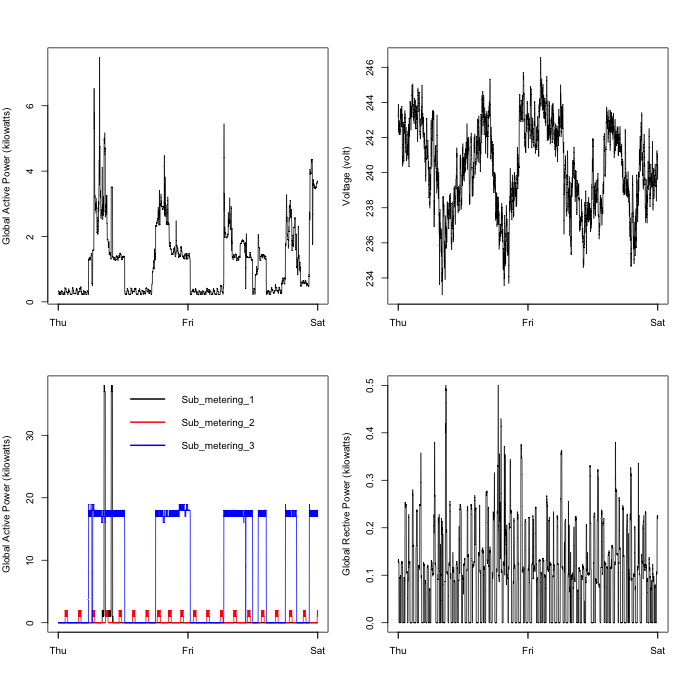 Global Active Power (kilowatts)
6
4
2
0
Thu
Fri
Sat
Voltage (volt)
246
244
242
240
238
236
234
Thu
Fri
Sat
Global Active Power (kilowatts)
30
20
10
0
Sub_metering_1
Sub_metering_2
Sub_metering_3
Thu
Fri
Sat
Global Rective Power (kilowatts)
0.5
0.4
0.3
0.2
0.1
0.0
Thu
Fri
Sat